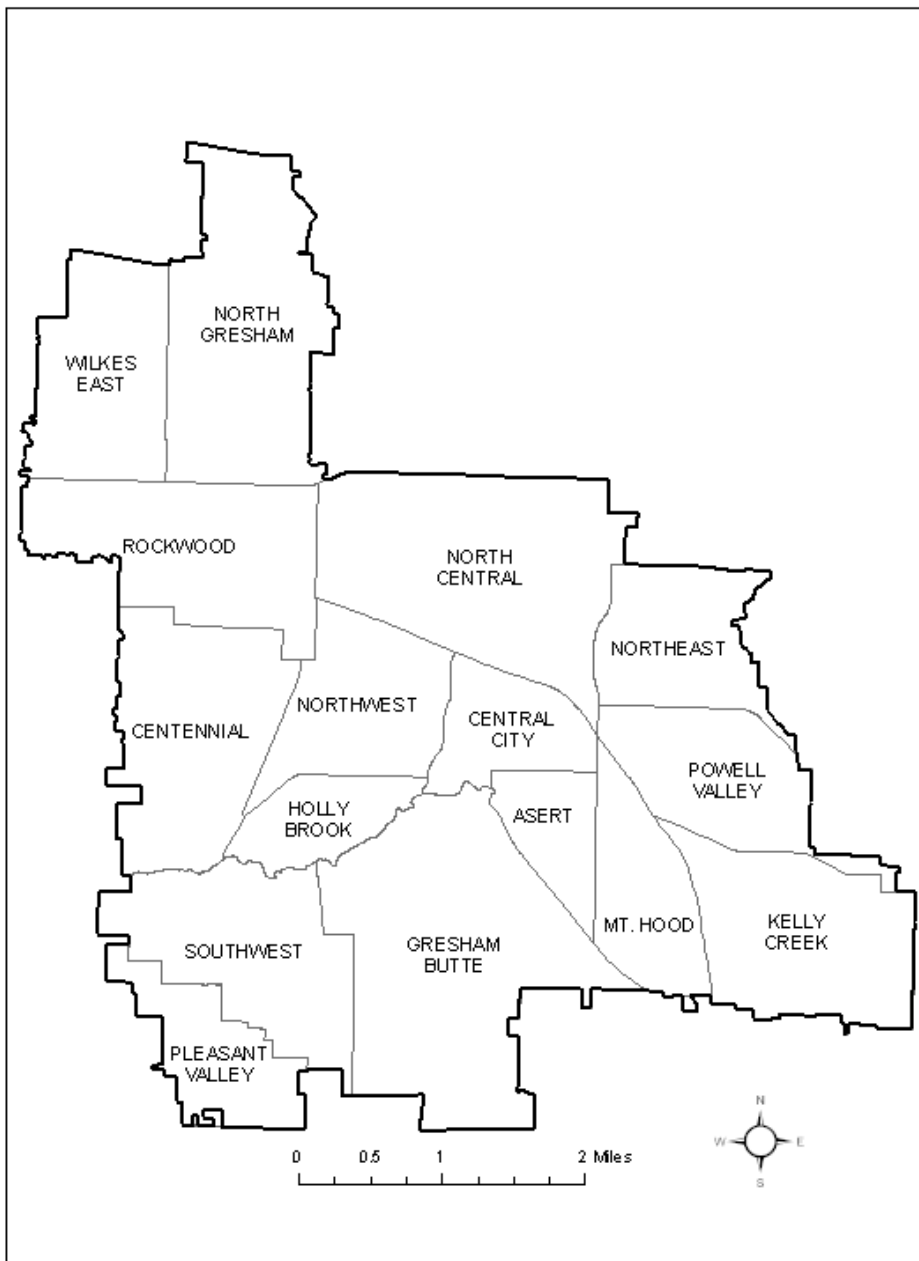 NORTH
GRESHAM
WILKES
EAST
ROCKWOOD
NORTH
CENTRAL
NORTHEAST
NORTHWEST
CENTRAL
CITY
CENTENNIAL
POWELL
VALLEY
HOLLY
BROOK
ASERT
MT. HOOD
KELLY
CREEK
SOUTHWEST
GRESHAM
BUTTE
PLEASANT
VALLEY
N
W E
S
0 0.5 1 2 Miles